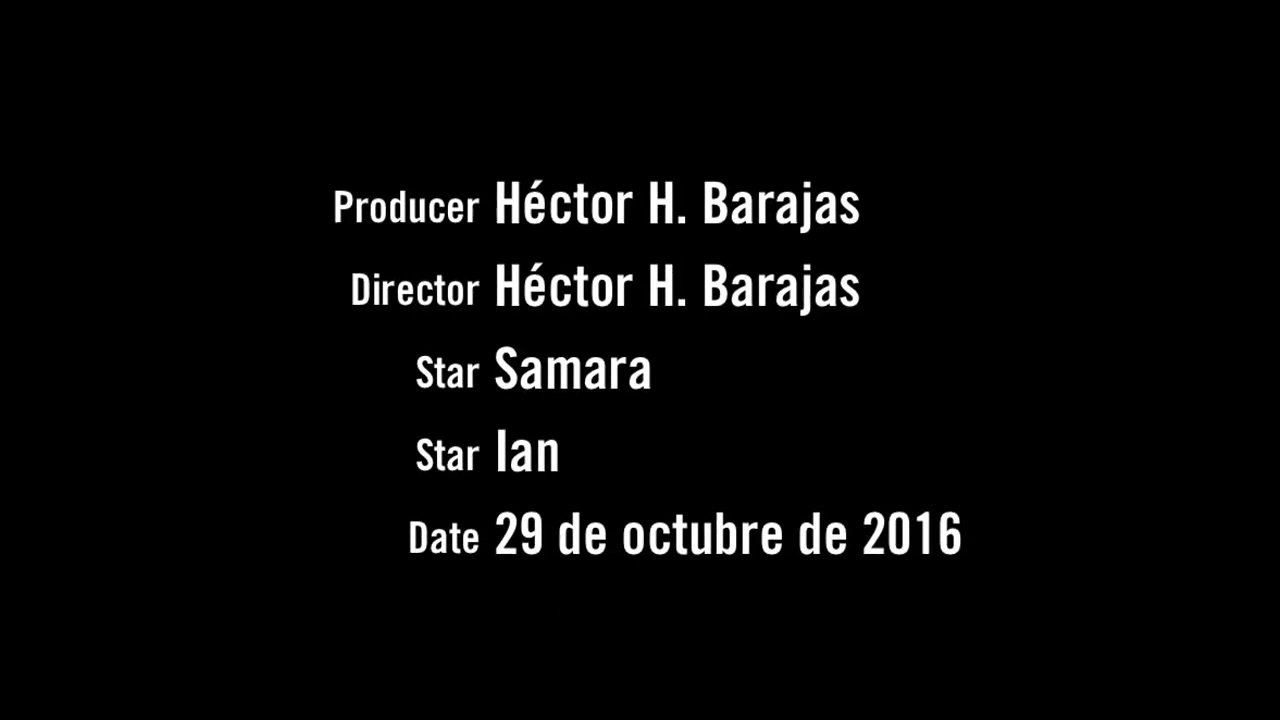 Producer Héctor H. Barajas
Director Héctor H. Barajas
Star Samara
Star Ian
Date 29 de octubre de 2016